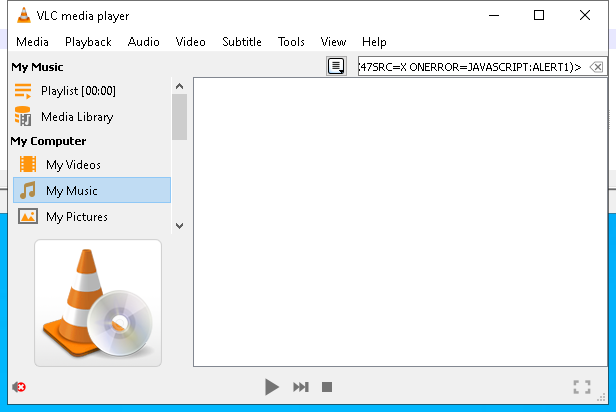 VLC media player
Media Playback Audio Video Subtitle Tools View Help
My Music
47SRC=X ONERROR=JAVASCRIPT:ALERT1)>
Playlist [00:00]
Media Library
My Computer
My Videos
My Music
My Pictures